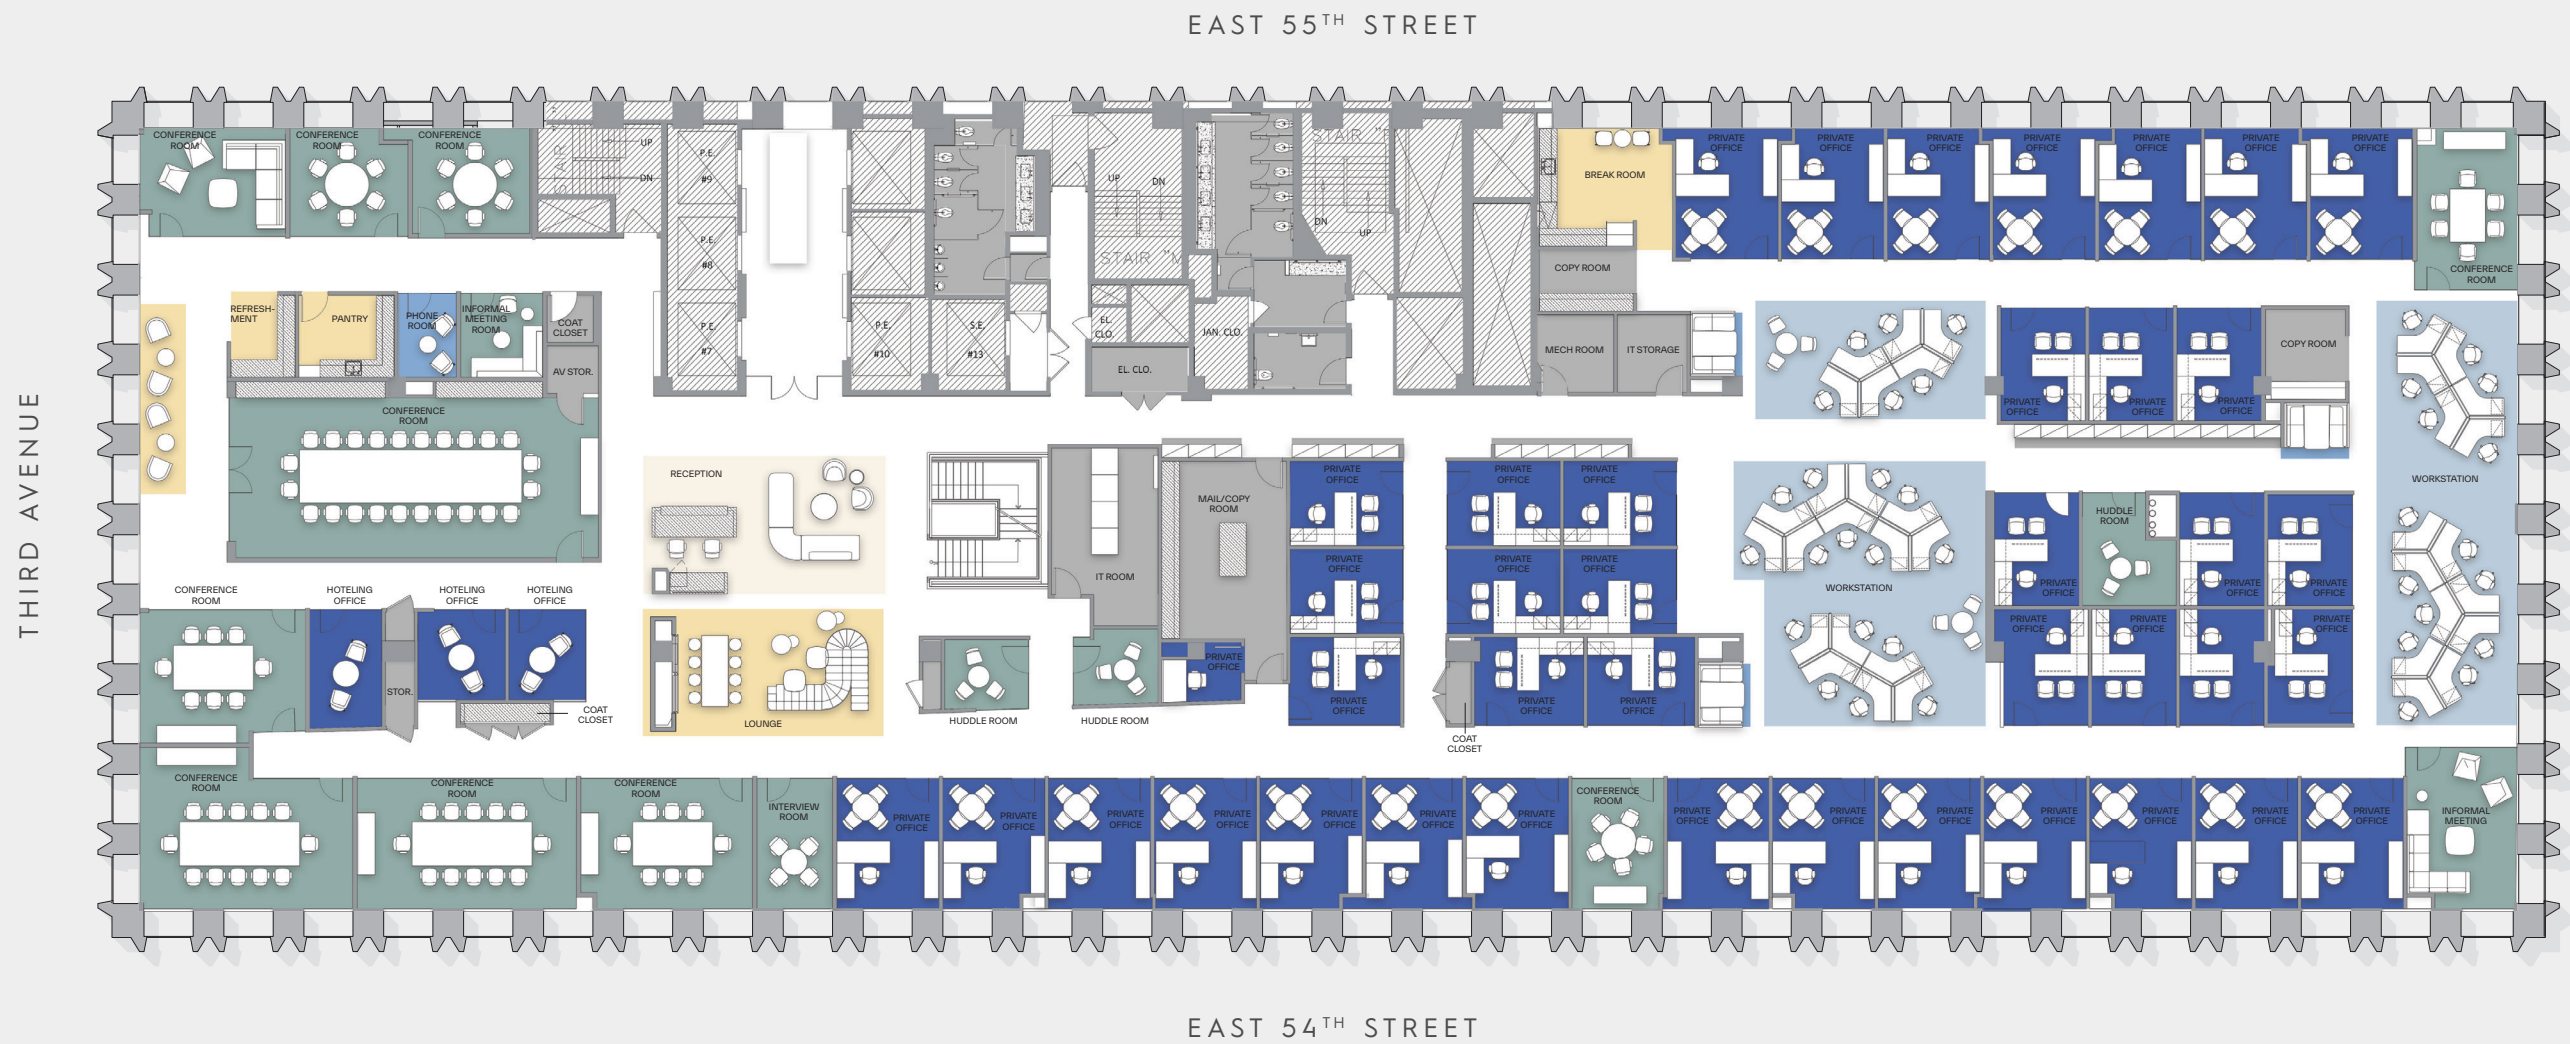 EAST 55TH STREET
THIRD AVENUE
CONFERENCE
ROOM
CONFERENCE
ROOM
CONFERENCE
ROOM
STAIR
UP
DN
P.E.
#9
P.E.
#8
P.E.
#7
P.E.
#10
S.E.
#13
UP
DN
STAIR "M
EL.
CLO.
EL. CLO.
JAN. CLO.
STAIR "
DN
UP
BREAK ROOM
COPY ROOM
MECH ROOM
IT STORAGE
PRIVATE
OFFICE
PRIVATE
OFFICE
PRIVATE
OFFICE
PRIVATE
OFFICE
PRIVATE
OFFICE
PRIVATE
OFFICE
PRIVATE
OFFICE
CONFERENCE
ROOM
REFRESH-
MENT
PANTRY
PHONE
ROOM
INFORMAL
MEETING
ROOM
COAT
CLOSET
AV STOR.
CONFERENCE
ROOM
PRIVATE
OFFICE
PRIVATE
OFFICE
PRIVATE
OFFICE
COPY ROOM
RECEPTION
IT ROOM
MAIL/COPY
ROOM
PRIVATE
OFFICE
PRIVATE
OFFICE
PRIVATE
OFFICE
PRIVATE
OFFICE
PRIVATE
OFFICE
PRIVATE
OFFICE
WORKSTATION
WORKSTATION
HUDDLE
ROOM
PRIVATE
OFFICE
PRIVATE
OFFICE
PRIVATE
OFFICE
CONFERENCE
ROOM
HOTELING
OFFICE
HOTELING
OFFICE
HOTELING
OFFICE
STOR.
COAT
CLOSET
LOUNGE
HUDDLE ROOM
HUDDLE ROOM
PRIVATE
OFFICE
PRIVATE
OFFICE
PRIVATE
OFFICE
PRIVATE
OFFICE
COAT
CLOSET
PRIVATE
OFFICE
PRIVATE
OFFICE
PRIVATE
OFFICE
PRIVATE
OFFICE
CONFERENCE
ROOM
CONFERENCE
ROOM
CONFERENCE
ROOM
INTERVIEW
ROOM
PRIVATE
OFFICE
PRIVATE
OFFICE
PRIVATE
OFFICE
PRIVATE
OFFICE
PRIVATE
OFFICE
PRIVATE
OFFICE
PRIVATE
OFFICE
CONFERENCE
ROOM
PRIVATE
OFFICE
PRIVATE
OFFICE
PRIVATE
OFFICE
PRIVATE
OFFICE
PRIVATE
OFFICE
PRIVATE
OFFICE
PRIVATE
OFFICE
INFORMAL
MEETING
EAST 54TH STREET